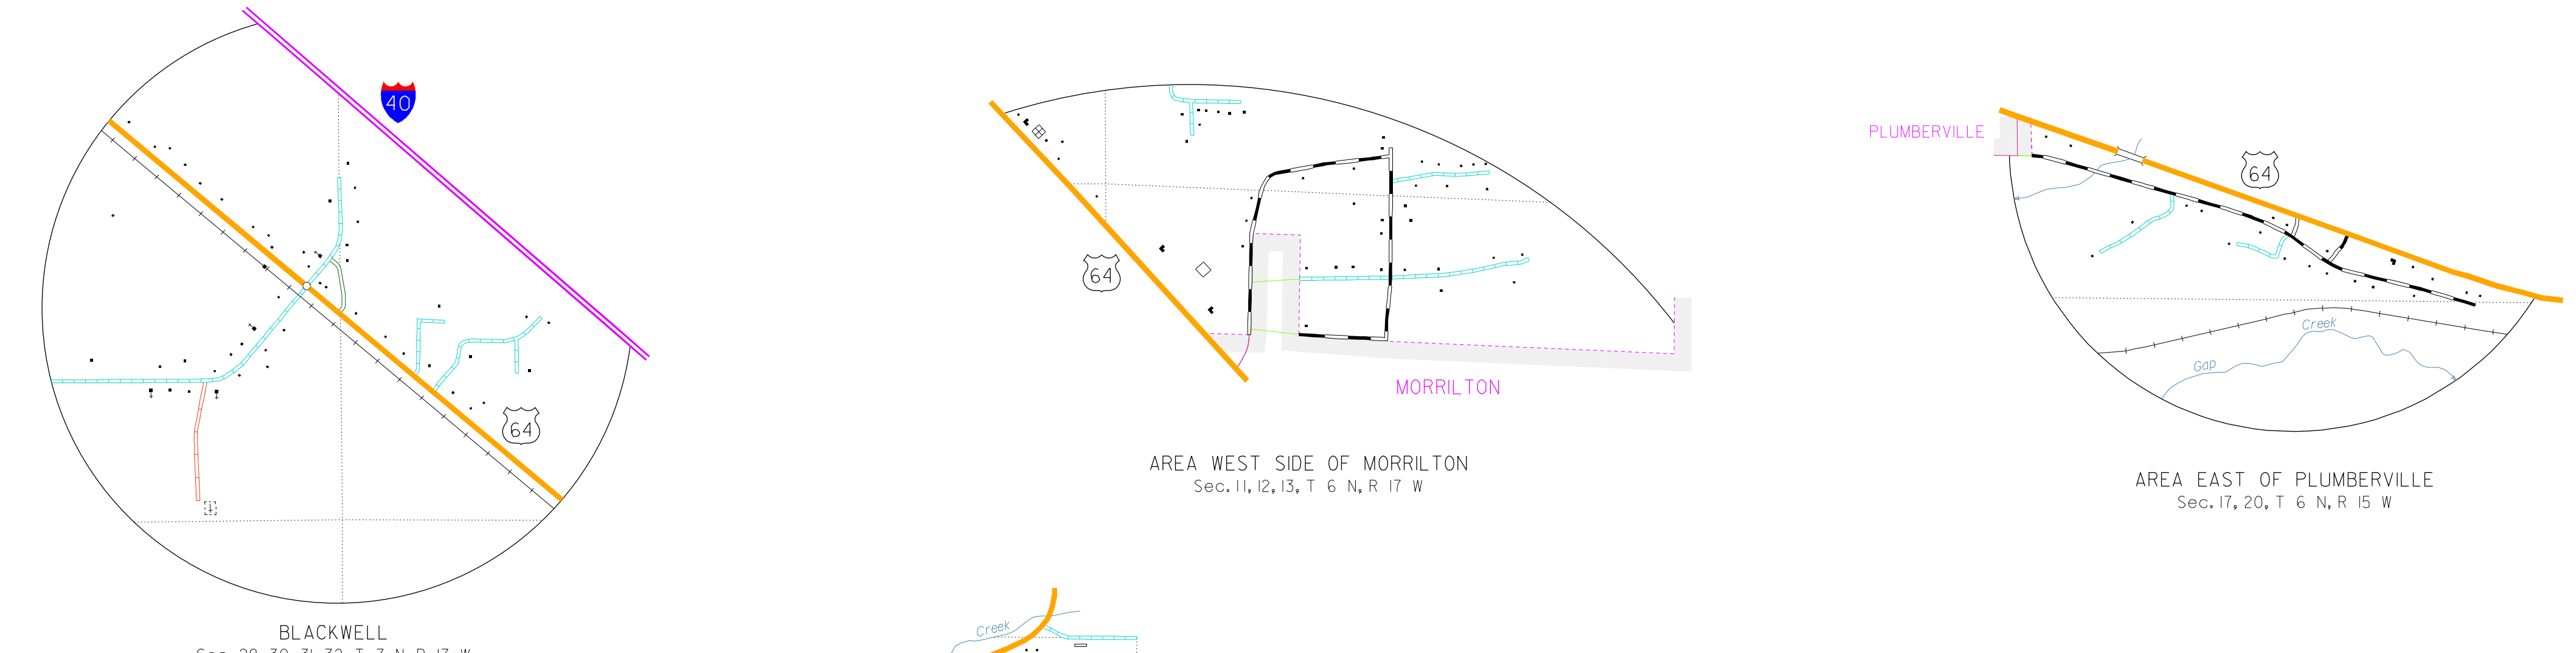 40
64
BLACKWELL
64
MORRILTON
AREA WEST SIDE OF MORRILTON
Sec. 11, 12, 13, T 6 N, R 17 W
PLUMBERVILLE
64
Creek
Gap
AREA EAST OF PLUMBERVILLE
Sec. 17, 20, T 6 N, R 15 W
Creek